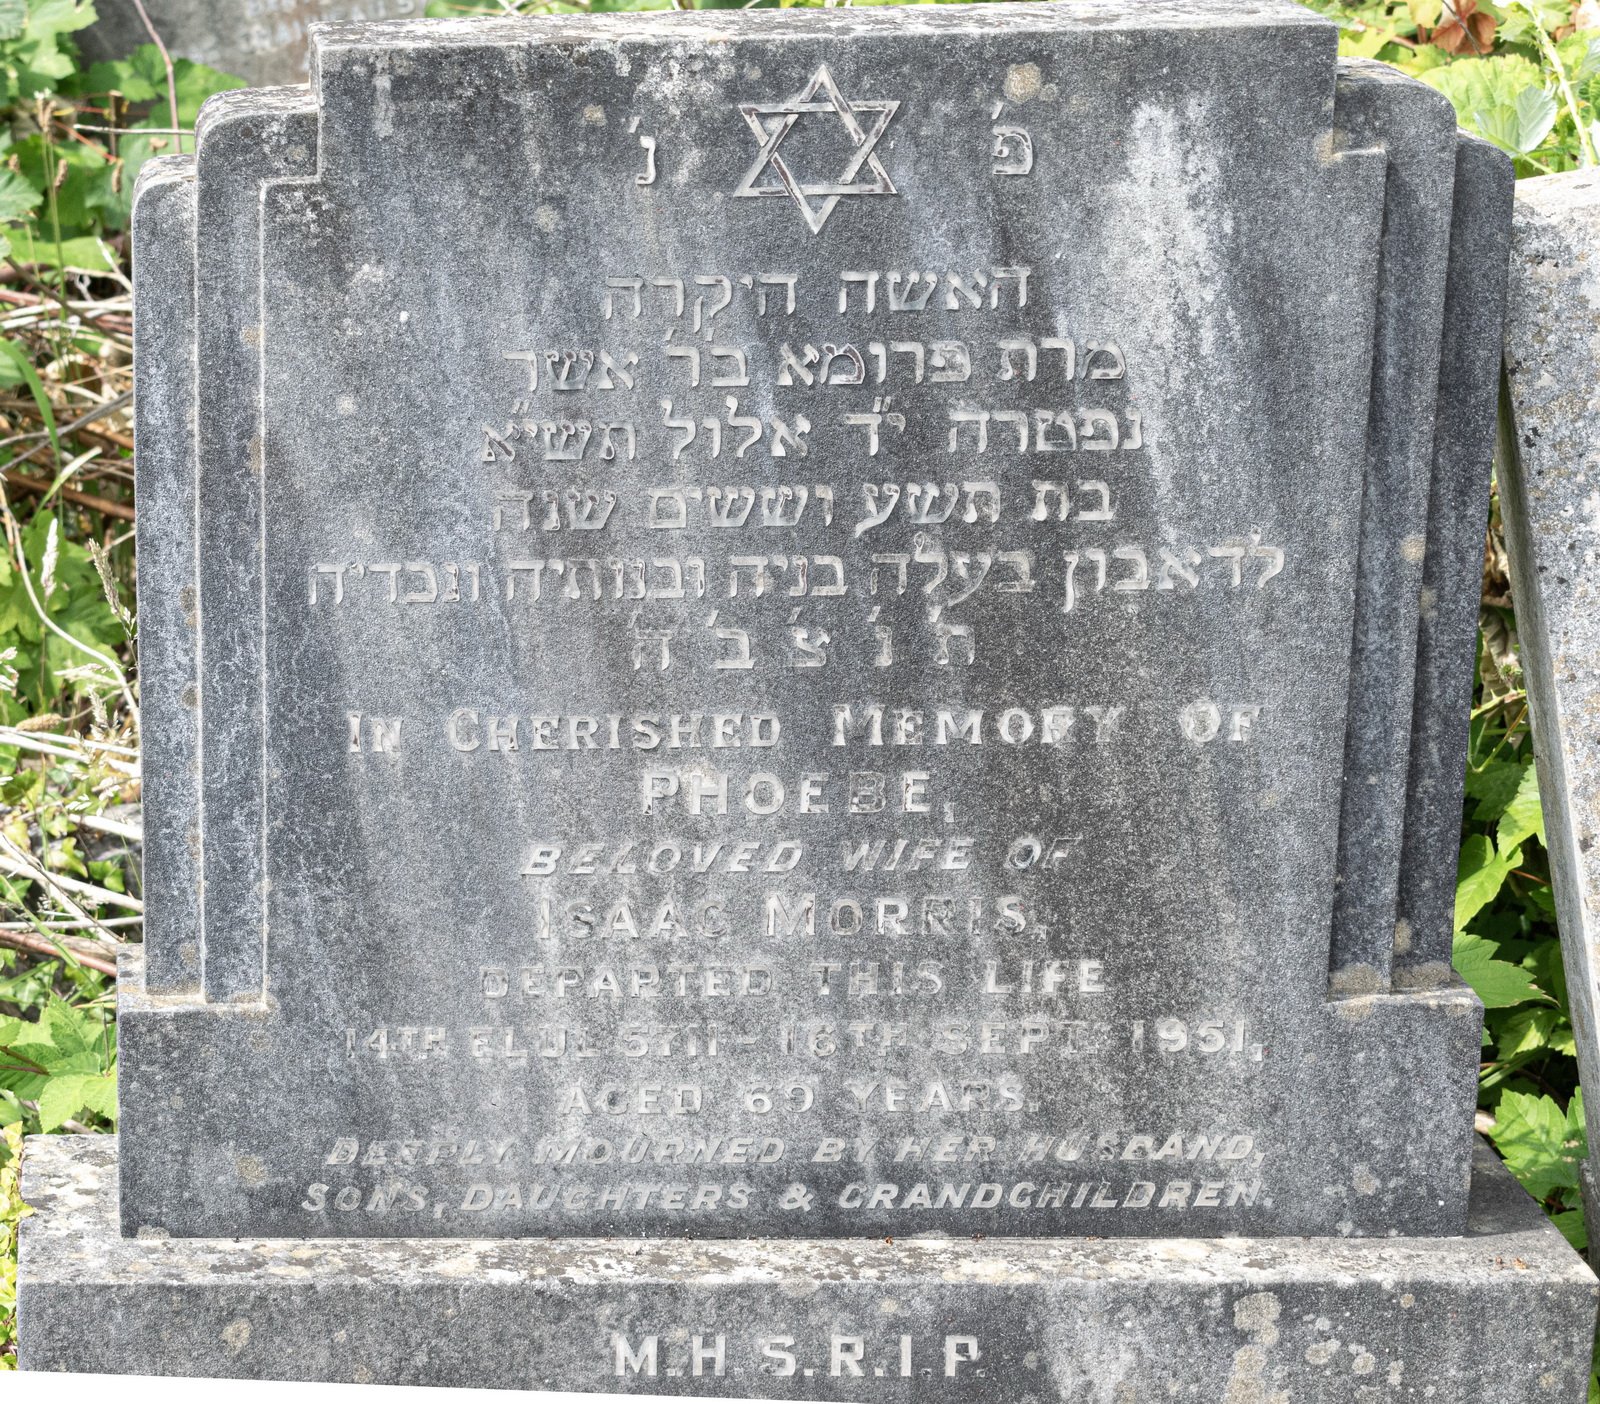 פ׳ נ׳
האשה היקרה
מרת פרומא בר׳ אשר
נפטרה י״ד אלול תשי״א
בת תשע וששים שנה
לדאבון בעלה בניה ובנותיה ונכדיה
ת׳ נ׳ צ׳ ב׳ ה׳
IN CHERISHED MEMORY OF
PHOEBE,
BELOVED WIFE OF
ISAAC MORRIS,
DEPARTED THIS LIFE
14TH ELUL 5711 - 16TH SEPT. 1951,
AGED 69 YEARS.
DEEPLY MOURNED BY HER HUSBAND,
SONS, DAUGHTERS & GRANDCHILDREN.
M.H.S.R.I.P.